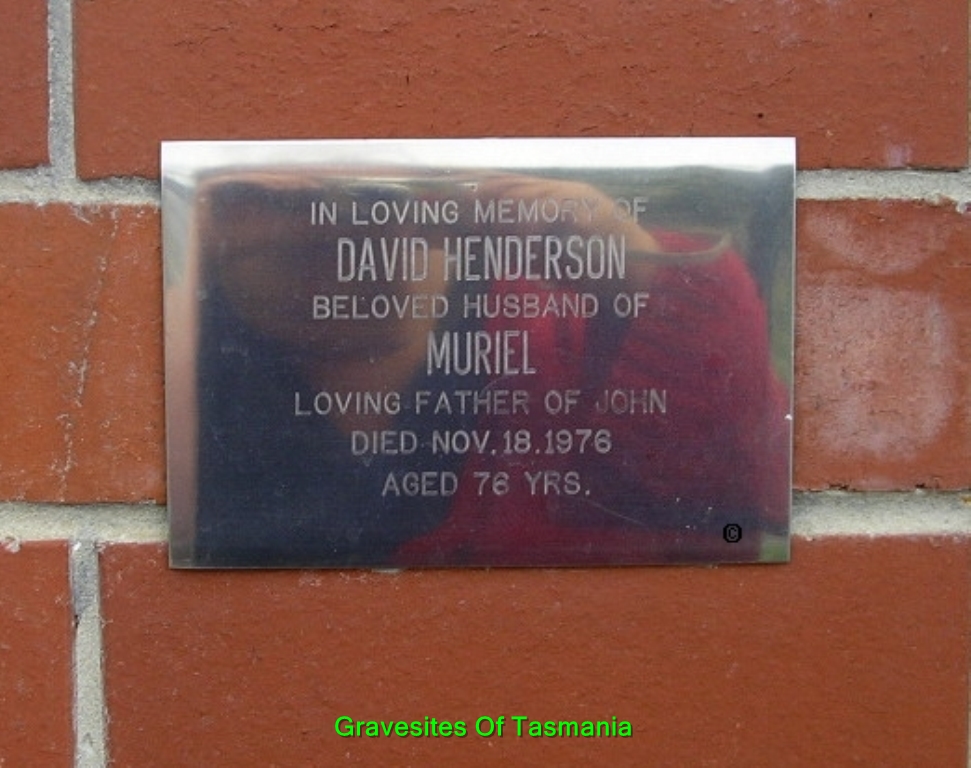 IN LOVING MEMORY OF
DAVID HENDERSON
BELOVED HUSBAND OF
MURIEL
LOVING FATHER OF JOHN
DIED NOV.18.1976
AGED 76 YRS.
©
Gravesites Of Tasmania